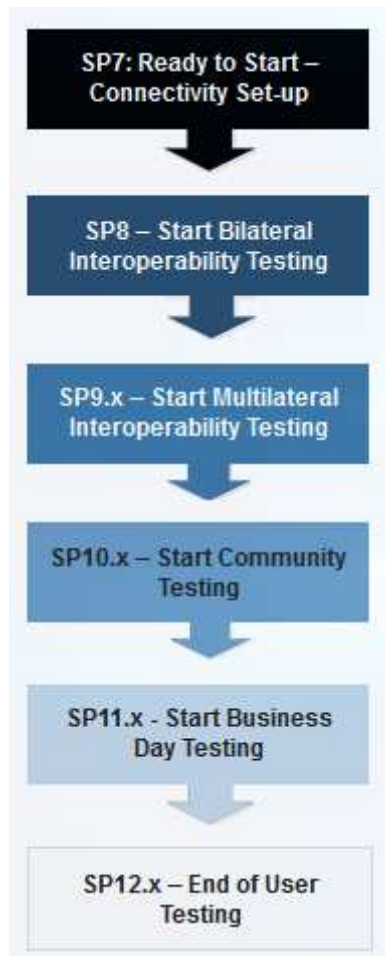 SP7: Ready to Start –
Connectivity Set-up
SP8 – Start Bilateral
Interoperability Testing
SP9.x – Start Multilateral
Interoperability Testing
SP10.x – Start Community
Testing
SP11.x - Start Business
Day Testing
SP12.x – End of User
Testing